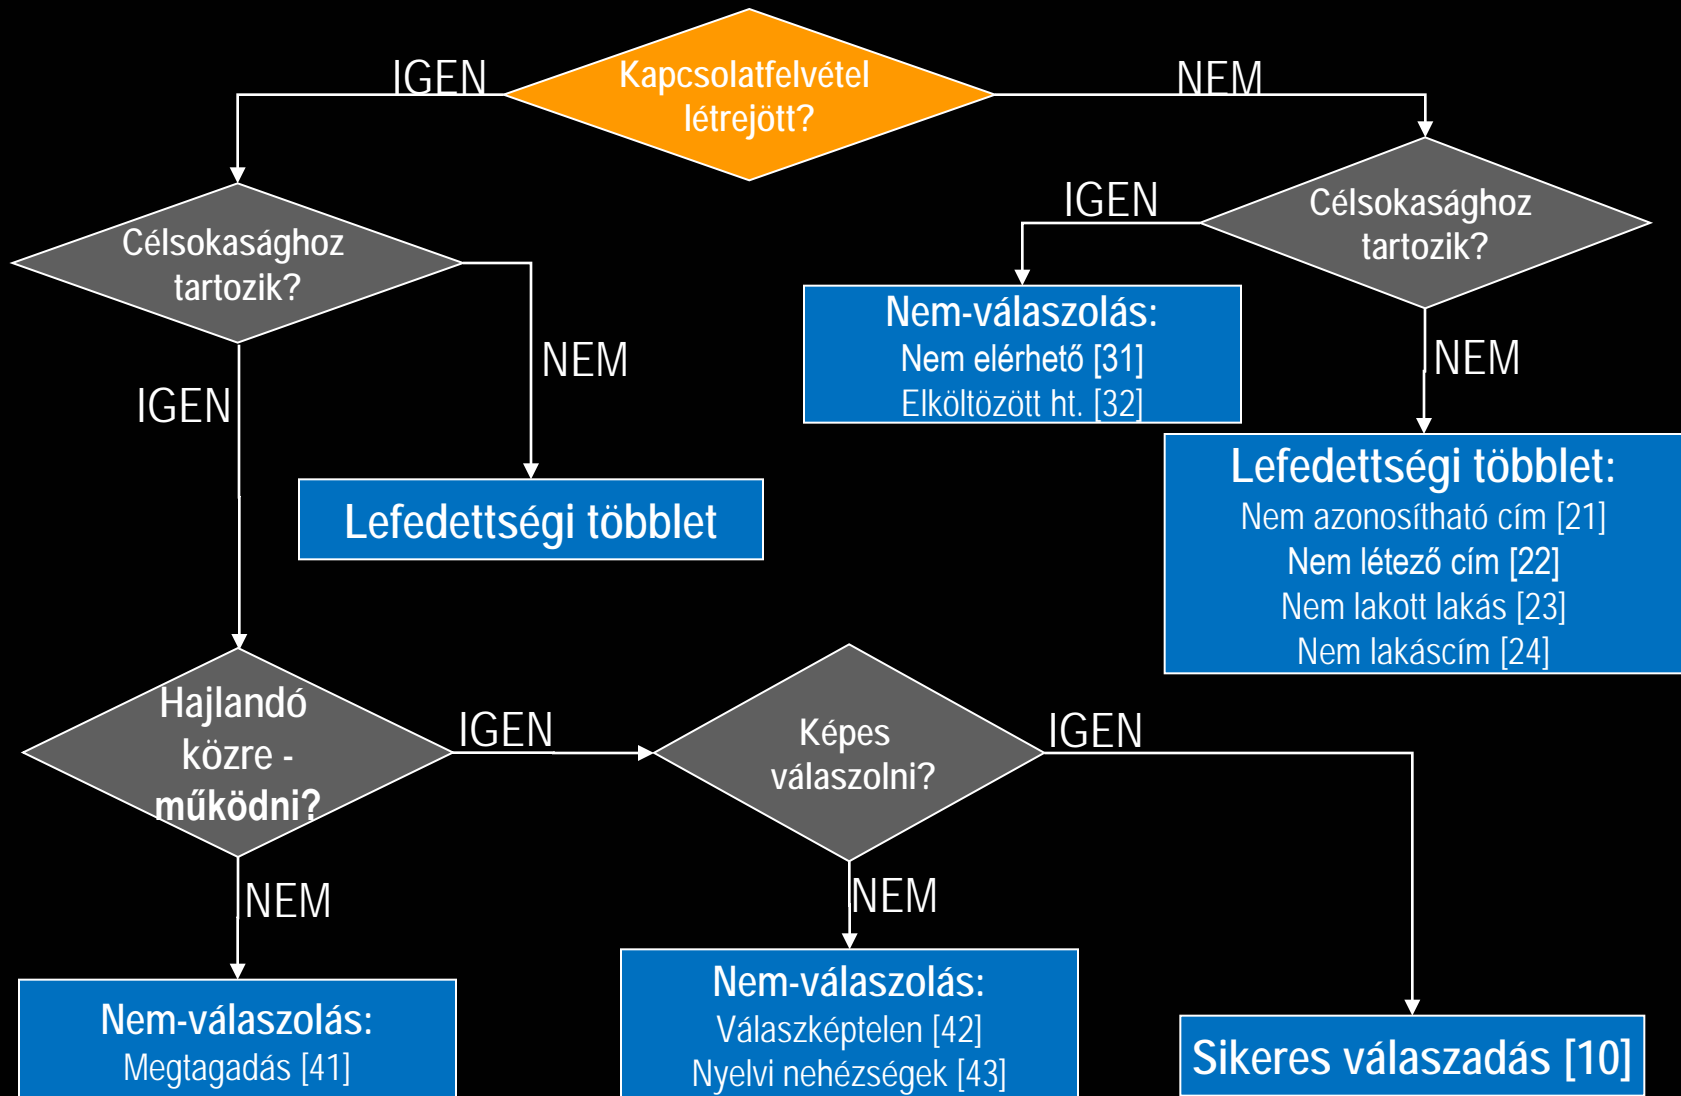 Kapcsolatfelvétel
létrejött?
IGEN
NEM
Célsokasághoz
tartozik?
IGEN
Célsokasághoz
tartozik?
Nem-válaszolás:
Nem elérhető [31]
Elköltözött ht. [32]
NEM
NEM
IGEN
Lefedettségi többlet
Lefedettségi többlet:
Nem azonosítható cím [21]
Nem létező cím [22]
Nem lakott lakás [23]
Nem lakáscím [24]
Hajlandó
közre -
működni?
IGEN
Képes
válaszolni?
IGEN
NEM
NEM
Nem-válaszolás:
Megtagadás [41]
Nem-válaszolás:
Válaszképtelen [42]
Nyelvi nehézségek [43]
Sikeres válaszadás [10]